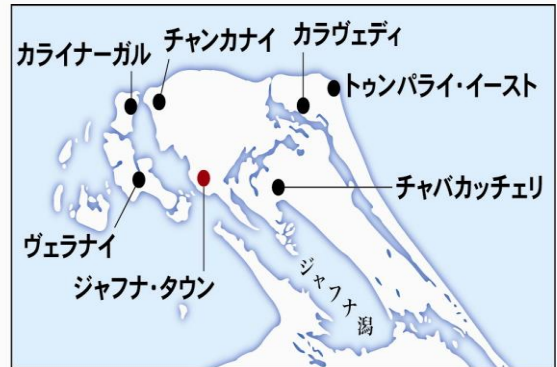 カライナーガル
チャンカナイ
カラヴェディ
トゥンパライ・イースト
チャバカッチェリ
ヴェラナイ
ジャフナ・タウン
ジャフナ潟